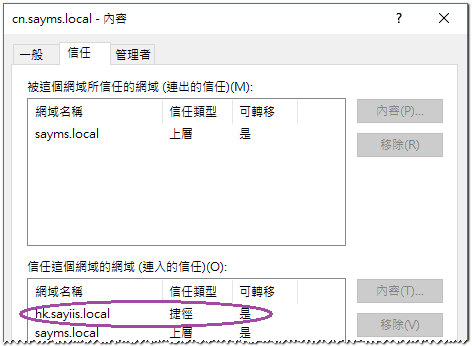 cn.sayms.local - 內容
一般 信任 管理者
被這個網域所信任的網域 (連出的信任)(M):
網域名稱 信任類型 可轉移 內容(P)...
sayms.local 上層 是 移除(R)
信任這個網域的網域 (連入的信任)(O):
網域名稱 信任類型 可轉移 內容(T)...
hk.sayiis.local 捷徑 是 移除(V)
sayms.local 上層 是